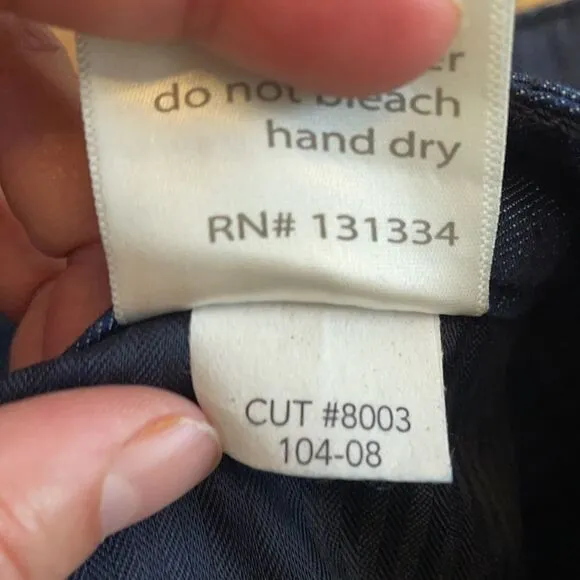 do not bleach
hand dry
RN# 131334
CUT #8003
104-08